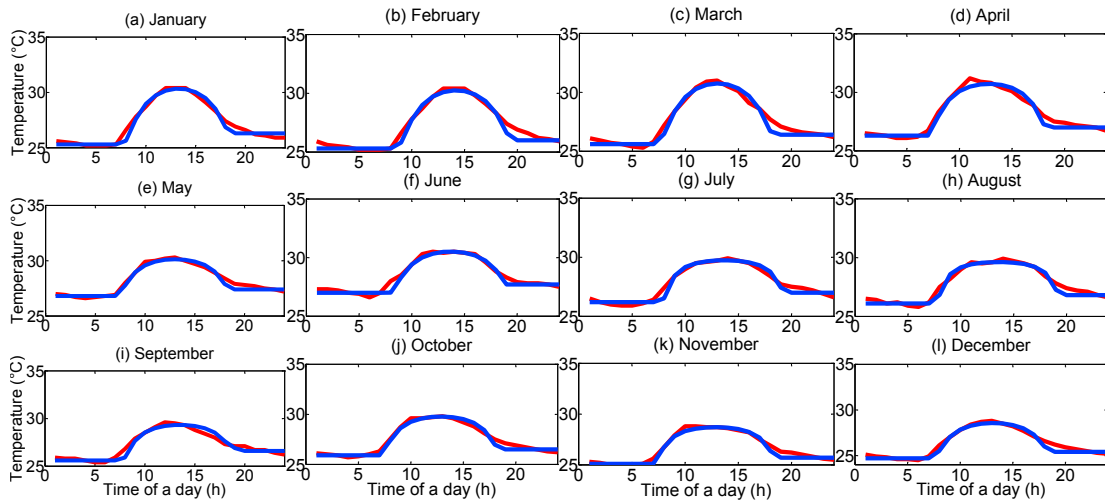 (a) January
(b) February
(c) March
(d) April
Temperature (°C)
35
30
25
0 5 10 15 20
35
30
25
0 5 10 15 20
35
30
25
0 5 10 15 20
35
30
25
0 5 10 15 20
(e) May
(f) June
(g) July
(h) August
Temperature (°C)
35
30
25
0 5 10 15 20
35
30
25
0 5 10 15 20
35
30
25
0 5 10 15 20
35
30
25
0 5 10 15 20
(i) September
(j) October
(k) November
(l) December
Temperature (°C)
35
30
25
0 5 10 15 20
Time of a day (h)
35
30
25
0 5 10 15 20
Time of a day (h)
35
30
25
0 5 10 15 20
Time of a day (h)
35
30
25
0 5 10 15 20
Time of a day (h)